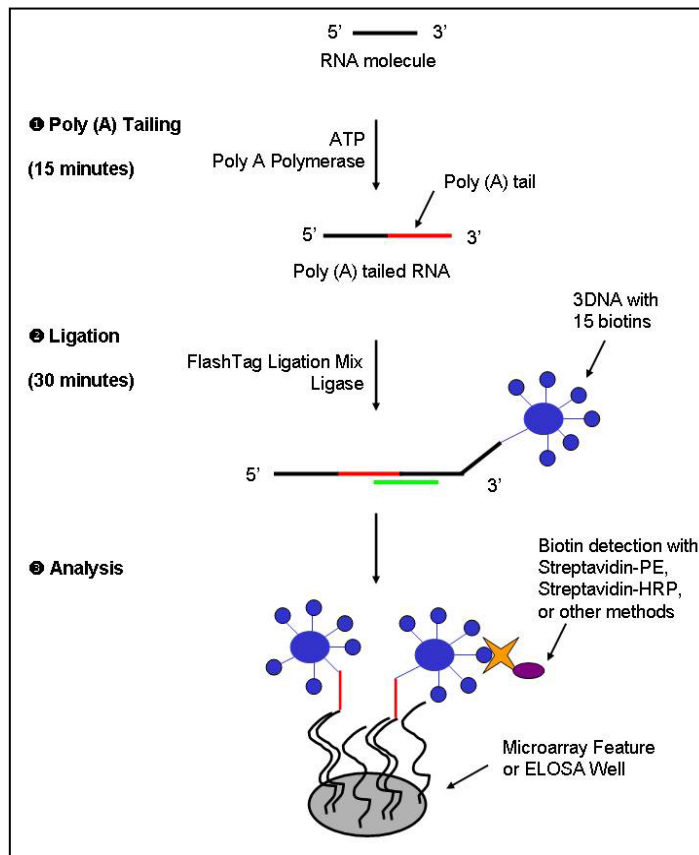 5’ 3’
RNA molecule
❶ Poly (A) Tailing
(15 minutes)
ATP
Poly A Polymerase
Poly (A) tail
5’ 3’
Poly (A) tailed RNA
3DNA with
15 biotins
❷ Ligation
(30 minutes)
FlashTag Ligation Mix
Ligase
5’ 3’
❸ Analysis
Biotin detection with
Streptavidin-PE,
Streptavidin-HRP,
or other methods
Microarray Feature
or ELOSA Well